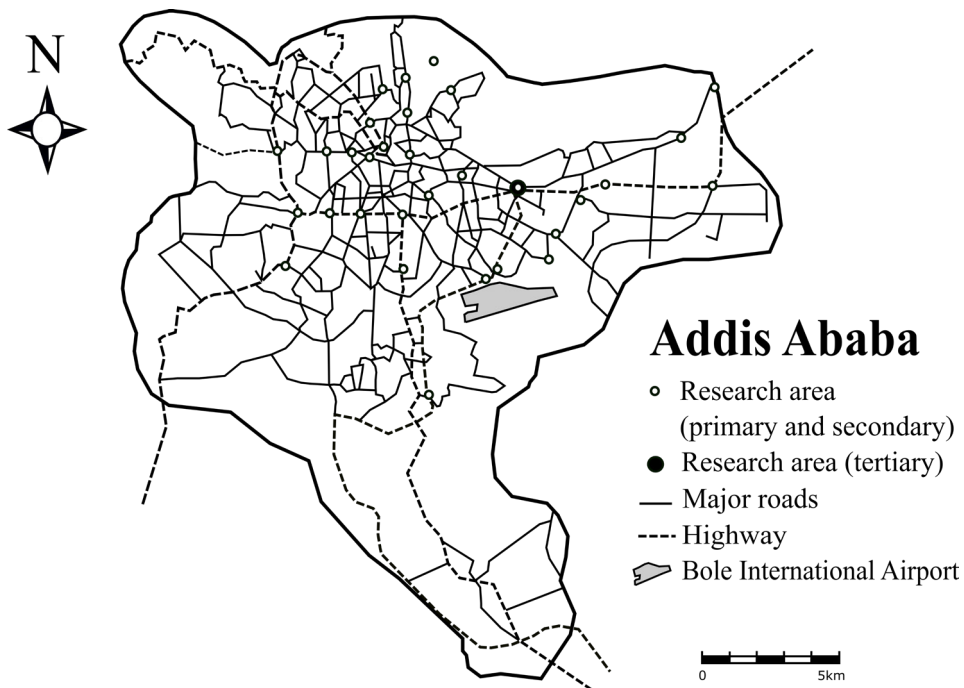 N
Addis Ababa
Research area
(primary and secondary)
Research area (tertiary)
Major roads
Highway
Bole International Airport
0 5km